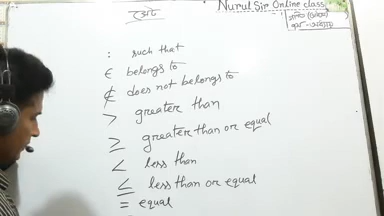 সেট
Nurul Sir Online class
: such that
∈ belongs to
∉ does not belongs to
> greater than
≥ greater than or equal
< less than
≤ less than or equal
= equal